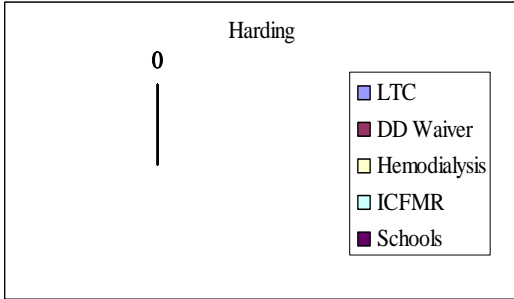 Harding
0
LTC
DD Waiver
Hemodialysis
ICFMR
Schools